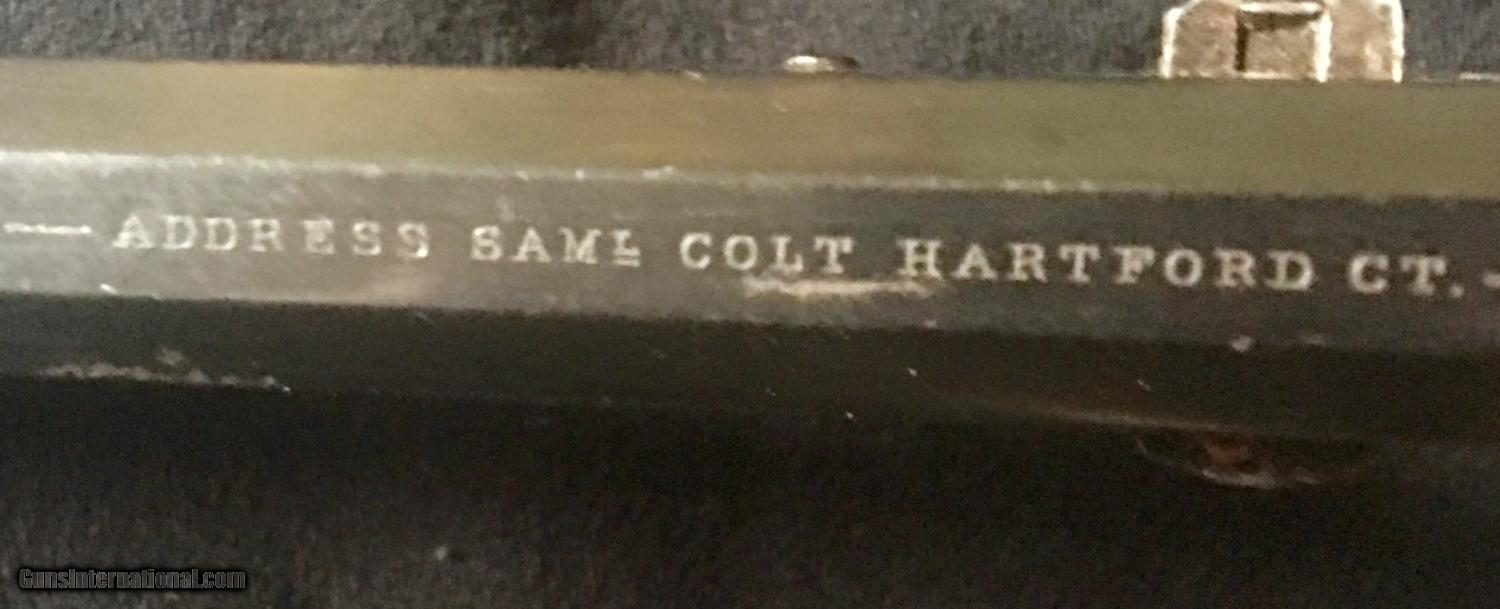 — ADDRESS SAML COLT HARTFORD CT. -
GunsInternational.com